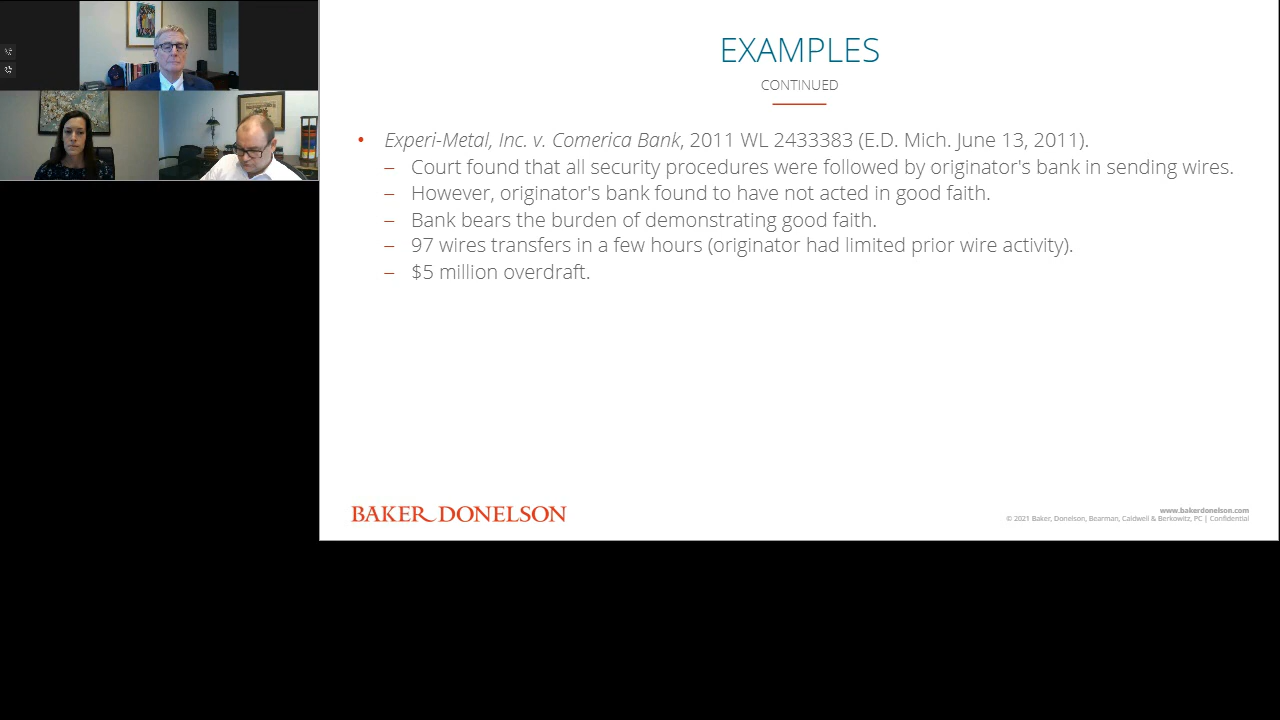 EXAMPLES
CONTINUED
• Experi-Metal, Inc. v. Comerica Bank, 2011 WL 2433383 (E.D. Mich. June 13, 2011).
– Court found that all security procedures were followed by originator's bank in sending wires.
– However, originator's bank found to have not acted in good faith.
– Bank bears the burden of demonstrating good faith.
– 97 wires transfers in a few hours (originator had limited prior wire activity).
– $5 million overdraft.
BAKER DONELSON
www.bakerdonelson.com
© 2021 Baker, Donelson, Bearman, Caldwell & Berkowitz, PC | Confidential